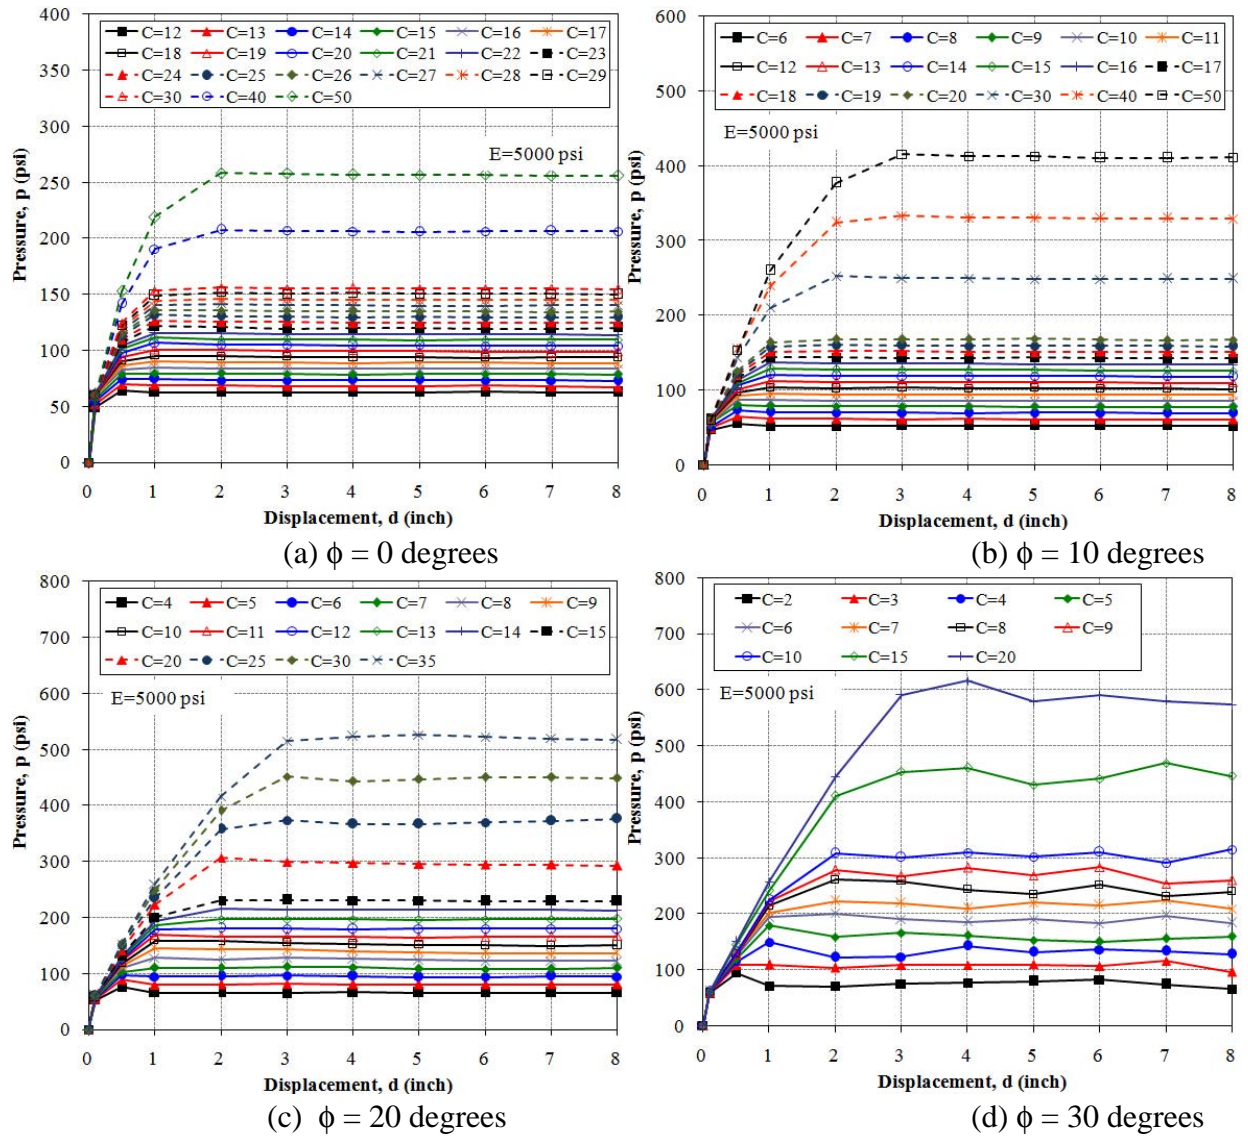 C=12 C=13 C=14 C=15 C=16 C=17
C=18 C=19 C=20 C=21 C=22 C=23
C=24 C=25 C=26 C=27 C=28 C=29
C=30 C=40 C=50
E=5000 psi
Pressure, p (psi)
400
350
300
250
200
150
100
50
0
0 1 2 3 4 5 6 7 8
Displacement, d (inch)
(a) ϕ = 0 degrees
C=6 C=7 C=8 C=9 C=10 C=11
C=12 C=13 C=14 C=15 C=16 C=17
C=18 C=19 C=20 C=30 C=40 C=50
E=5000 psi
Pressure, p (psi)
600
500
400
300
200
100
0
0 1 2 3 4 5 6 7 8
Displacement, d (inch)
(b) ϕ = 10 degrees
C=4 C=5 C=6 C=7 C=8 C=9
C=10 C=11 C=12 C=13 C=14 C=15
C=20 C=25 C=30 C=35
E=5000 psi
Pressure, p (psi)
800
700
600
500
400
300
200
100
0
0 1 2 3 4 5 6 7 8
Displacement, d (inch)
(c) ϕ = 20 degrees
C=2 C=3 C=4 C=5
C=6 C=7 C=8 C=9
C=10 C=15 C=20
E=5000 psi
Pressure, p (psi)
800
700
600
500
400
300
200
100
0
0 1 2 3 4 5 6 7 8
Displacement, d (inch)
(d) ϕ = 30 degrees